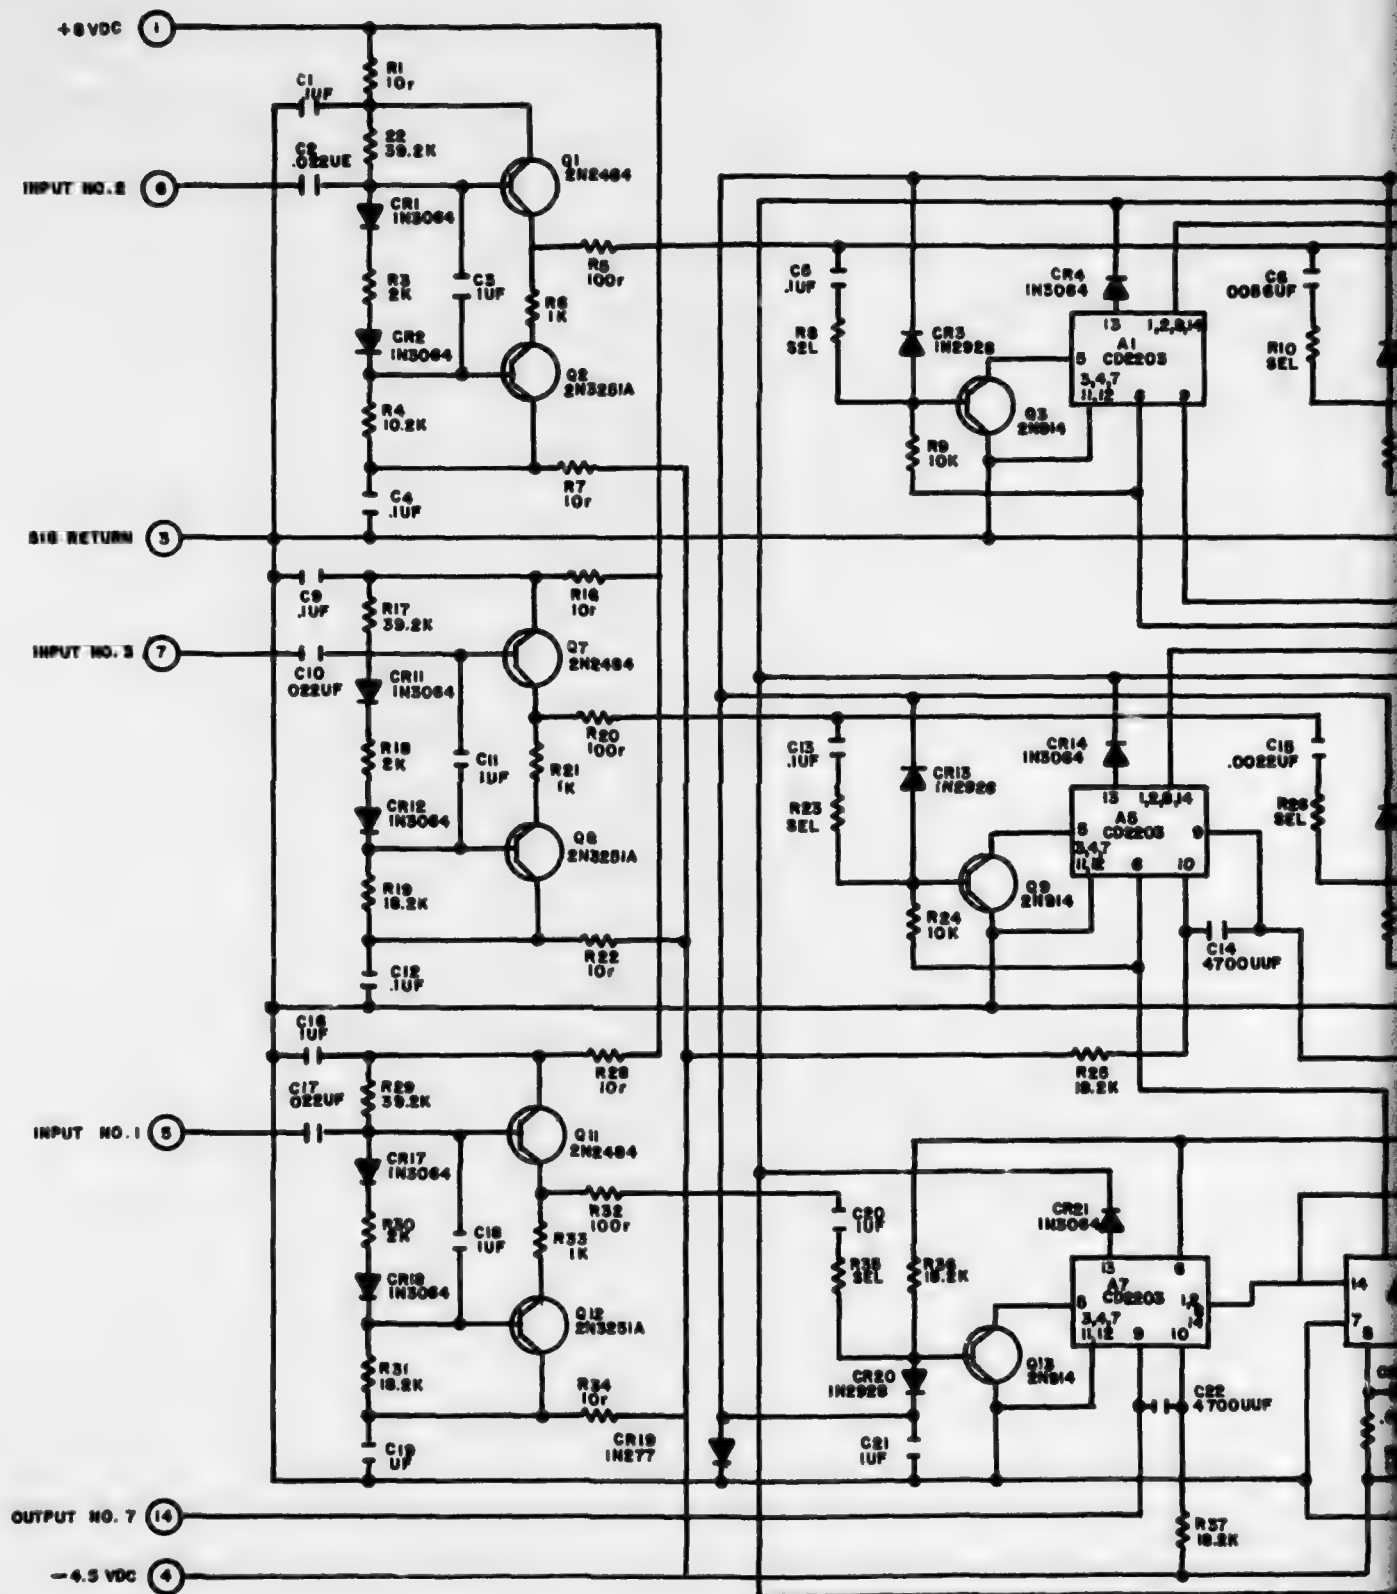 +8 VDC
1
R1
10r
C1
.1UF
22
39.2K
C2
.022UE
INPUT NO.2
6
Q1
2N2484
CR1
1N3064
R3
2K
C3
.1UF
R5
100r
R6
1K
CR2
1N3064
Q2
2N3251A
R4
10.2K
R7
10r
C4
.1UF
SIG RETURN
3
C5
.1UF
R8
SEL
CR3
1N2928
CR4
1N3064
13
1,2,8,14
A1
CD2203
5
3,4,7
11,12
6
9
Q3
2N914
R9
10K
C6
.0086UF
R10
SEL
C9
.1UF
R16
10r
R17
39.2K
INPUT NO. 3
7
C10
022UF
Q7
2N2484
CR11
1N3064
R18
2K
C11
.1UF
R20
100r
R21
1K
CR12
1N3064
Q8
2N3251A
R19
18.2K
R22
10r
C12
.1UF
C13
.1UF
R23
SEL
CR13
1N2928
CR14
1N3064
13
1,2,8,14
A5
CD2203
5
3,4,7
11,12
6
9
10
Q9
2N914
R24
10K
C14
4700UUF
C15
.0022UF
R26
SEL
R25
18.2K
C16
1UF
R28
10r
C17
022UF
R29
39.2K
INPUT NO. 1
5
Q11
2N2484
CR17
1N3064
R30
2K
C18
1UF
R32
100r
R33
1K
CR18
1N3064
Q12
2N3251A
R31
18.2K
R34
10r
C19
UF
CR19
1N277
C20
1UF
R35
SEL
R36
18.2K
CR21
1N3064
13
6
A7
CD2203
5
3,4,7
11,12
9
10
1,2
8
14
Q13
2N914
CR20
1N2928
C21
1UF
C22
4700UUF
14
7
8
R37
18.2K
OUTPUT NO. 7
14
-4.5 VDC
4